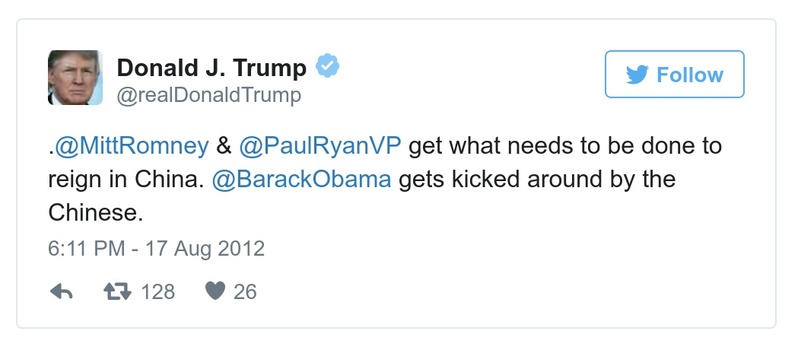 Donald J. Trump
@realDonaldTrump
Follow
.@MittRomney & @PaulRyanVP get what needs to be done to
reign in China. @BarackObama gets kicked around by the
Chinese.
6:11 PM - 17 Aug 2012
128 26